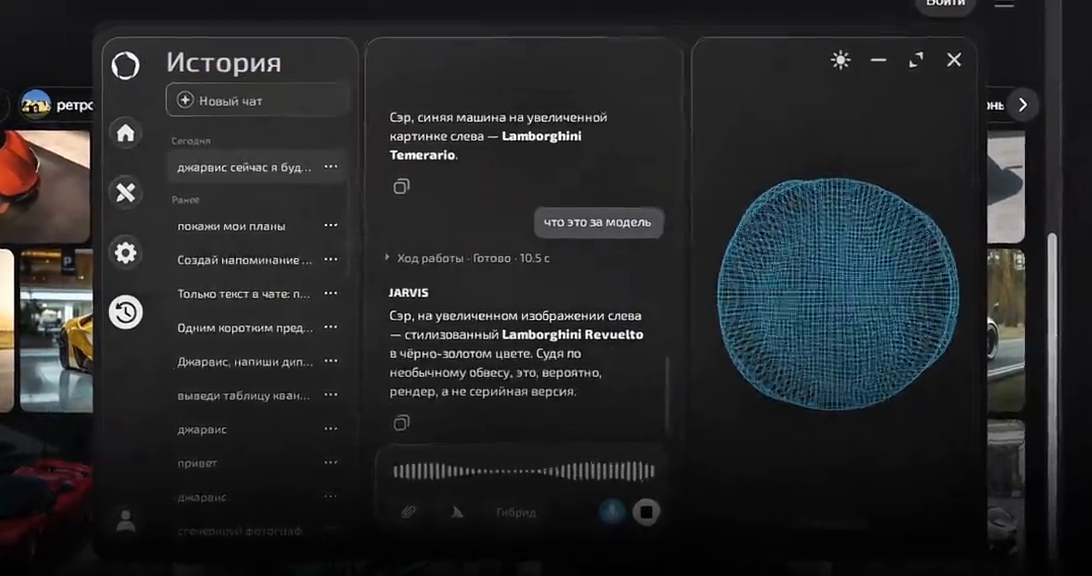 Войти
История
Новый чат
Сегодня
джарвис сейчас я буд...
Ранее
покажи мои планы
Создай напоминание ...
Только текст в чате: п...
Одним коротким пред...
Джарвис, напиши дип...
выведи таблицу кван...
джарвис
привет
джарвис
сгенерируй фотограф
Сэр, синяя машина на увеличенной
картинке слева — Lamborghini
Temerario.
что это за модель
Ход работы · Готово · 10.5 с
JARVIS
Сэр, на увеличенном изображении слева
— стилизованный Lamborghini Revuelto
в чёрно-золотом цвете. Судя по
необычному обвесу, это, вероятно,
рендер, а не серийная версия.
Гибрид
ретро
P